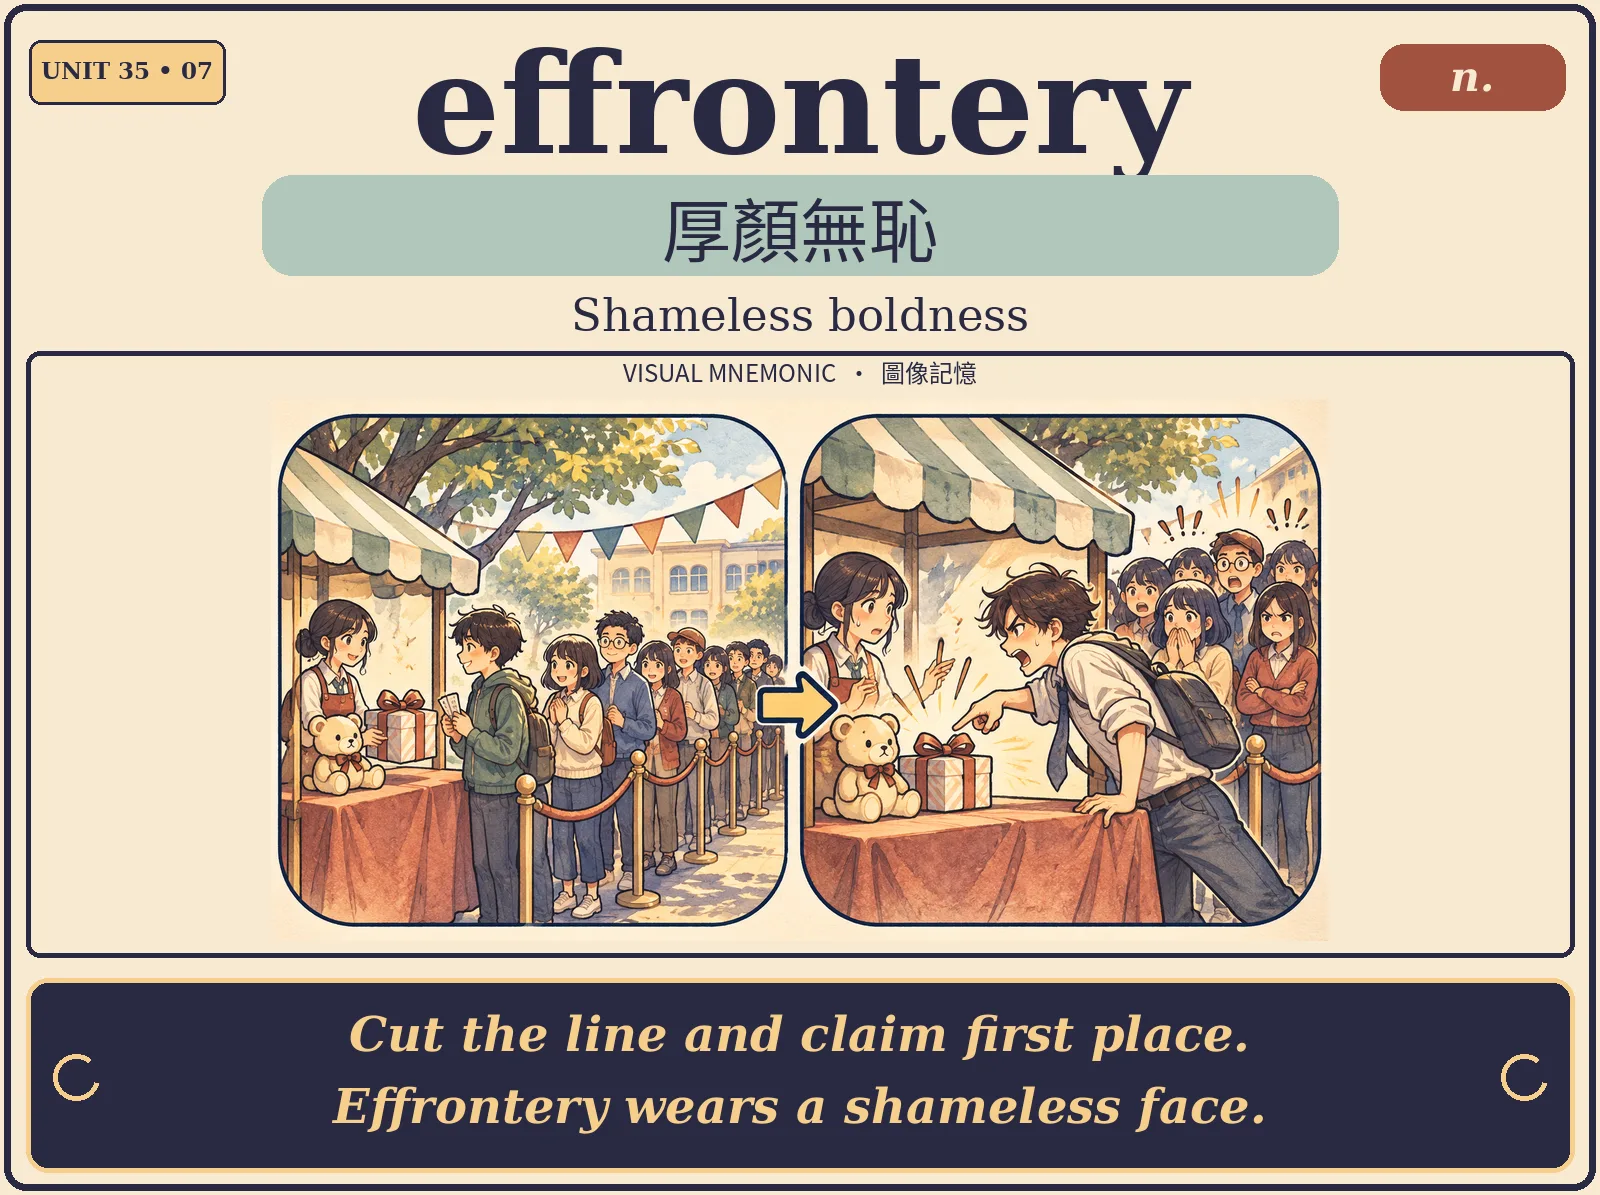 UNIT 35 • 07
effrontery
n.
厚顏無恥
Shameless boldness
VISUAL MNEMONIC • 圖像記憶
Cut the line and claim first place.
Effrontery wears a shameless face.